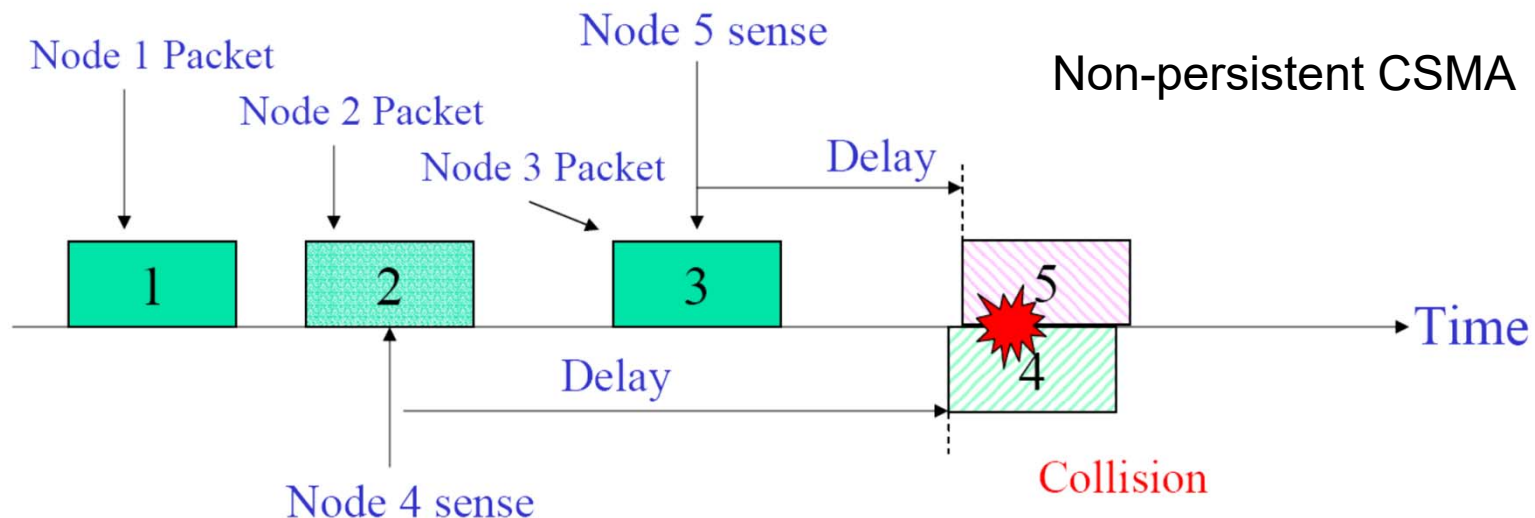 Node 5 sense
Node 1 Packet
Non-persistent CSMA
Node 2 Packet
Node 3 Packet
Delay
1
2
3
5
Time
4
Delay
Collision
Node 4 sense